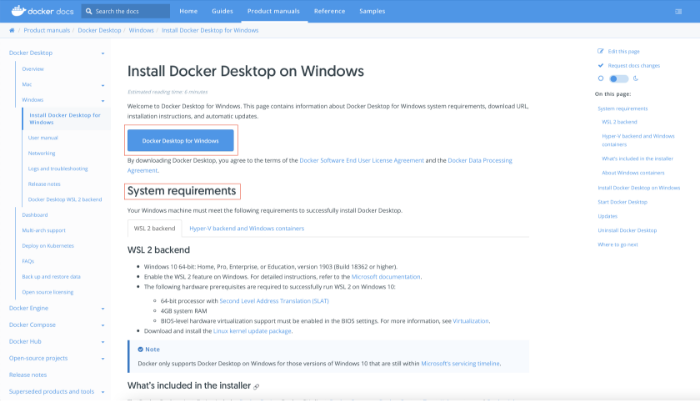 docker docs
Search the docs
Home
Guides
Product manuals
Reference
Samples
/ Product manuals / Docker Desktop / Windows / Install Docker Desktop for Windows
Docker Desktop
Overview
Mac
Windows
Install Docker Desktop for
Windows
User manual
Networking
Logs and troubleshooting
Release notes
Docker Desktop WSL 2 backend
Dashboard
Multi-arch support
Deploy on Kubernetes
FAQs
Back up and restore data
Open source licensing
Docker Engine
Docker Compose
Docker Hub
Open-source projects
Release notes
Superseded products and tools
Install Docker Desktop on Windows
Estimated reading time: 6 minutes
Welcome to Docker Desktop for Windows. This page contains information about Docker Desktop for Windows system requirements, download URL,
installation instructions, and automatic updates.
Docker Desktop for Windows
By downloading Docker Desktop, you agree to the terms of the Docker Software End User License Agreement and the Docker Data Processing
Agreement.
System requirements
Your Windows machine must meet the following requirements to successfully install Docker Desktop.
WSL 2 backend
Hyper-V backend and Windows containers
WSL 2 backend
• Windows 10 64-bit: Home, Pro, Enterprise, or Education, version 1903 (Build 18362 or higher).
• Enable the WSL 2 feature on Windows. For detailed instructions, refer to the Microsoft documentation.
• The following hardware prerequisites are required to successfully run WSL 2 on Windows 10:
64-bit processor with Second Level Address Translation (SLAT)
4GB system RAM
BIOS-level hardware virtualization support must be enabled in the BIOS settings. For more information, see Virtualization.
• Download and install the Linux kernel update package.
Note
Docker only supports Docker Desktop on Windows for those versions of Windows 10 that are still within Microsoft's servicing timeline.
What's included in the installer
Edit this page
Request docs changes
On this page:
System requirements
WSL 2 backend
Hyper-V backend and Windows
containers
What's included in the installer
About Windows containers
Install Docker Desktop on Windows
Start Docker Desktop
Updates
Uninstall Docker Desktop
Where to go next